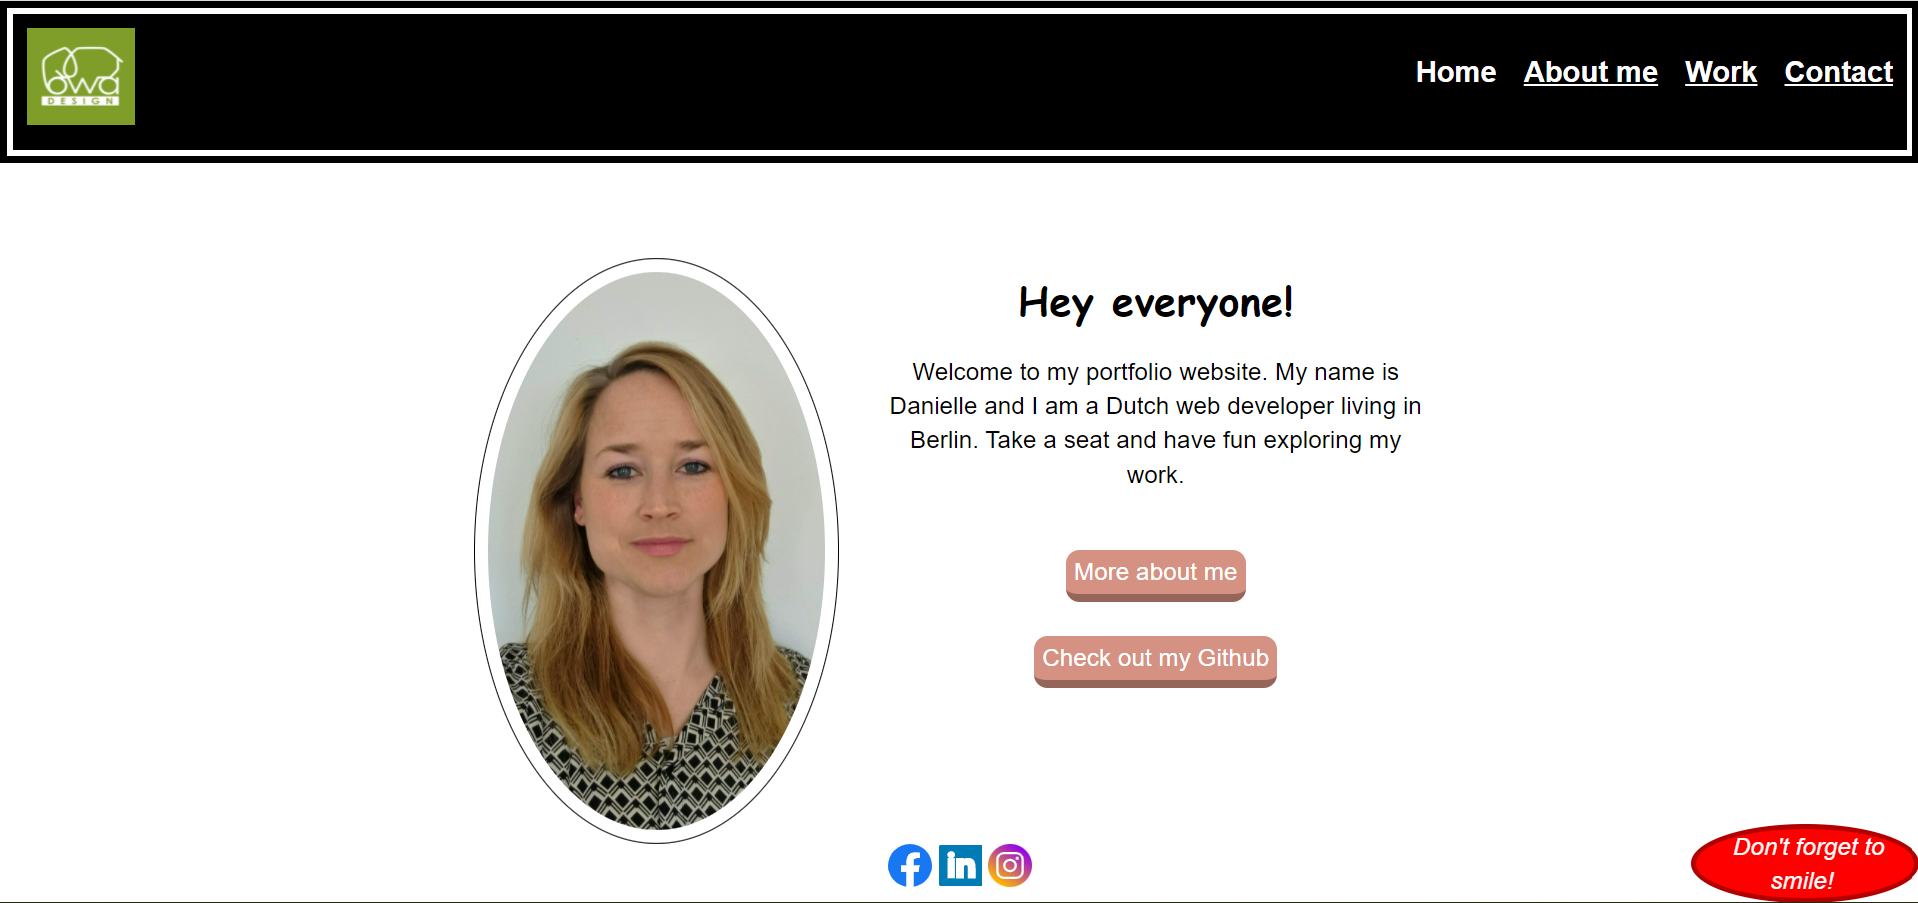 owa
DESIGN
Home About me Work Contact
Hey everyone!
Welcome to my portfolio website. My name is
Danielle and I am a Dutch web developer living in
Berlin. Take a seat and have fun exploring my
work.
More about me
Check out my Github
in
Don't forget to
smile!